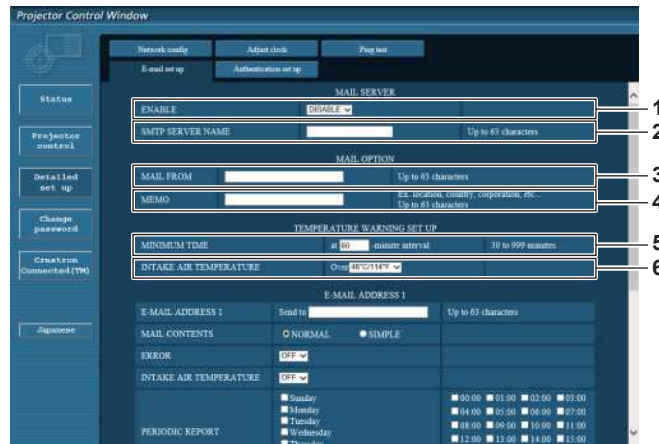 Projector Control Window
Network config Adjust clock Ping test
E-mail set up Authentication set up
Status
Projector control
Detailed set up
Change password
Crestron Connected(TM)
Japanese
MAIL SERVER
ENABLE DISABLE 1
SMTP SERVER NAME Up to 63 characters 2
MAIL OPTION
MAIL FROM Up to 63 characters 3
MEMO Ex. location, country, corporation, etc... Up to 63 characters 4
TEMPERATURE WARNING SET UP
MINIMUM TIME at 60 -minute interval 30 to 999 minutes 5
INTAKE AIR TEMPERATURE Over 46°C/114°F 6
E-MAIL ADDRESS 1
E-MAIL ADDRESS 1 Send to Up to 63 characters
MAIL CONTENTS NORMAL SIMPLE
ERROR OFF
INTAKE AIR TEMPERATURE OFF
PERIODIC REPORT
Sunday 00:00 01:00 02:00 03:00
Monday 04:00 05:00 06:00 07:00
Tuesday 08:00 09:00 10:00 11:00
Wednesday 12:00 13:00 14:00 15:00
Thursday